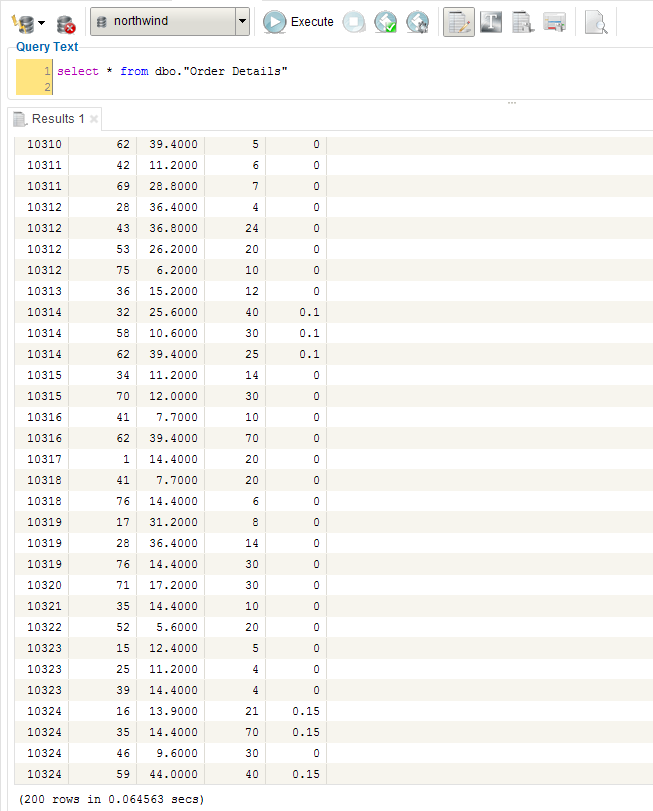 northwind Execute
Query Text
1 select * from dbo."Order Details"
2
Results 1
10310 62 39.4000 5 0
10311 42 11.2000 6 0
10311 69 28.8000 7 0
10312 28 36.4000 4 0
10312 43 36.8000 24 0
10312 53 26.2000 20 0
10312 75 6.2000 10 0
10313 36 15.2000 12 0
10314 32 25.6000 40 0.1
10314 58 10.6000 30 0.1
10314 62 39.4000 25 0.1
10315 34 11.2000 14 0
10315 70 12.0000 30 0
10316 41 7.7000 10 0
10316 62 39.4000 70 0
10317 1 14.4000 20 0
10318 41 7.7000 20 0
10318 76 14.4000 6 0
10319 17 31.2000 8 0
10319 28 36.4000 14 0
10319 76 14.4000 30 0
10320 71 17.2000 30 0
10321 35 14.4000 10 0
10322 52 5.6000 20 0
10323 15 12.4000 5 0
10323 25 11.2000 4 0
10323 39 14.4000 4 0
10324 16 13.9000 21 0.15
10324 35 14.4000 70 0.15
10324 46 9.6000 30 0
10324 59 44.0000 40 0.15
(200 rows in 0.064563 secs)